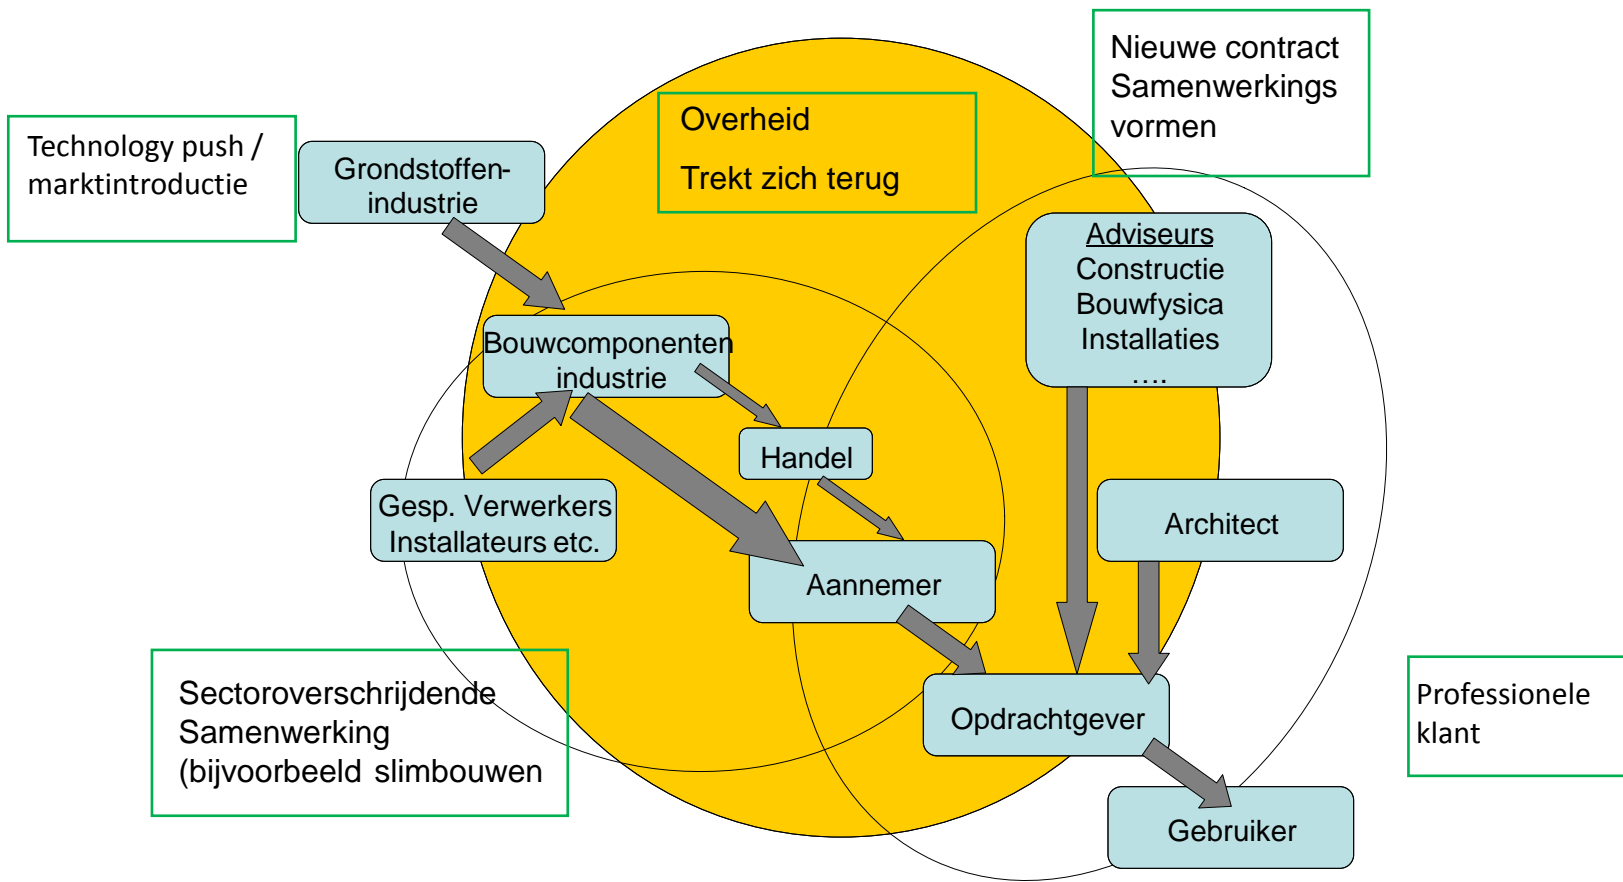 Nieuwe contract
Samenwerkings
vormen
Overheid
Trekt zich terug
Technology push /
marktintroductie
Grondstoffen-
industrie
Adviseurs
Constructie
Bouwfysica
Installaties
….
Bouwcomponenten
industrie
Handel
Gesp. Verwerkers
Installateurs etc.
Architect
Aannemer
Sectoroverschrijdende
Samenwerking
(bijvoorbeeld slimbouwen
Opdrachtgever
Professionele
klant
Gebruiker